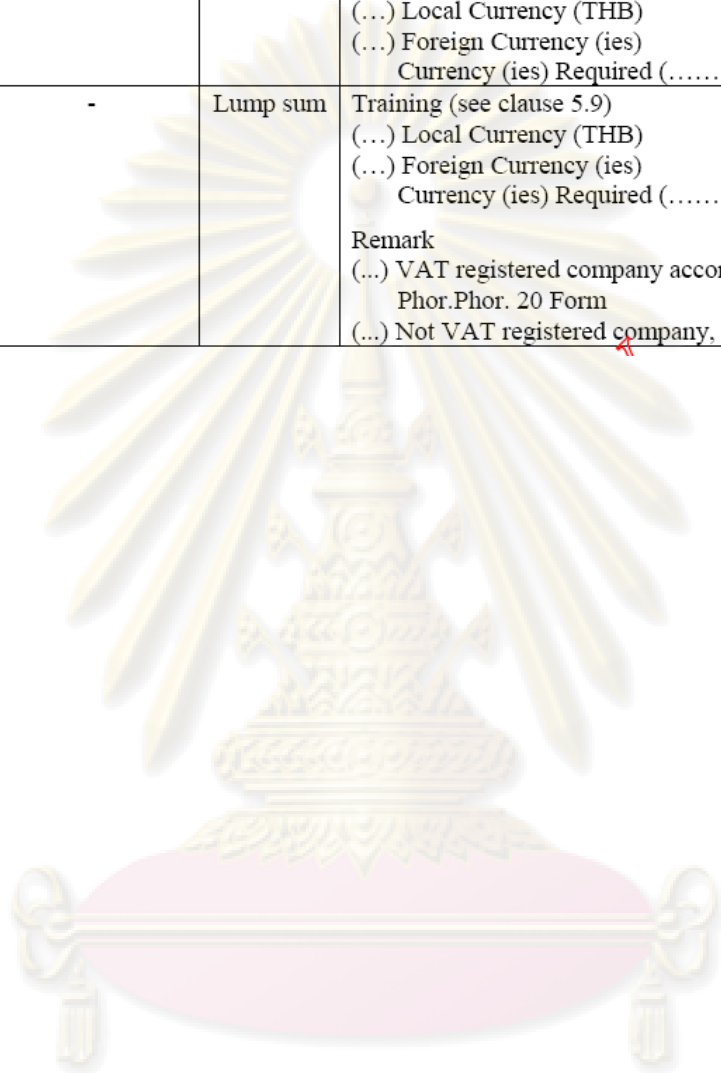 (…) Local Currency (THB)
(…) Foreign Currency (ies)
Currency (ies) Required (……
- Lump sum Training (see clause 5.9)
(…) Local Currency (THB)
(…) Foreign Currency (ies)
Currency (ies) Required (……
Remark
(...) VAT registered company accor
Phor.Phor. 20 Form
(...) Not VAT registered company,